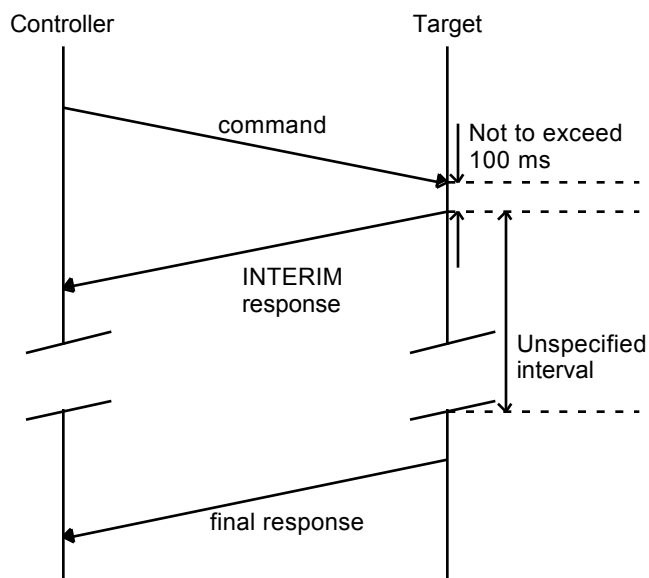 Controller
Target
command
Not to exceed
100 ms
INTERIM
response
Unspecified
interval
final response